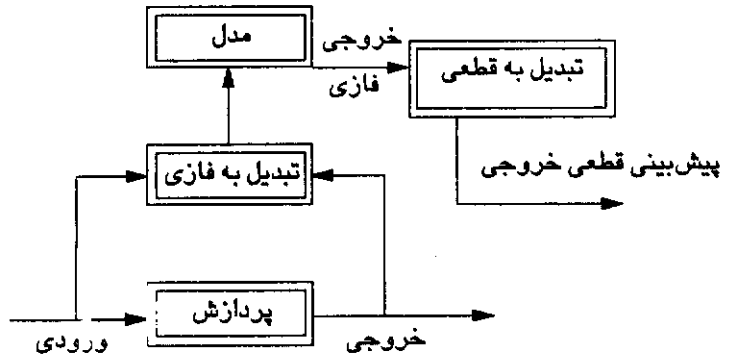 مدل
خروجی
فازی
تبدیل به قطعی
تبدیل به فازی
پیش‌بینی قطعی خروجی
پردازش
ورودی
خروجی